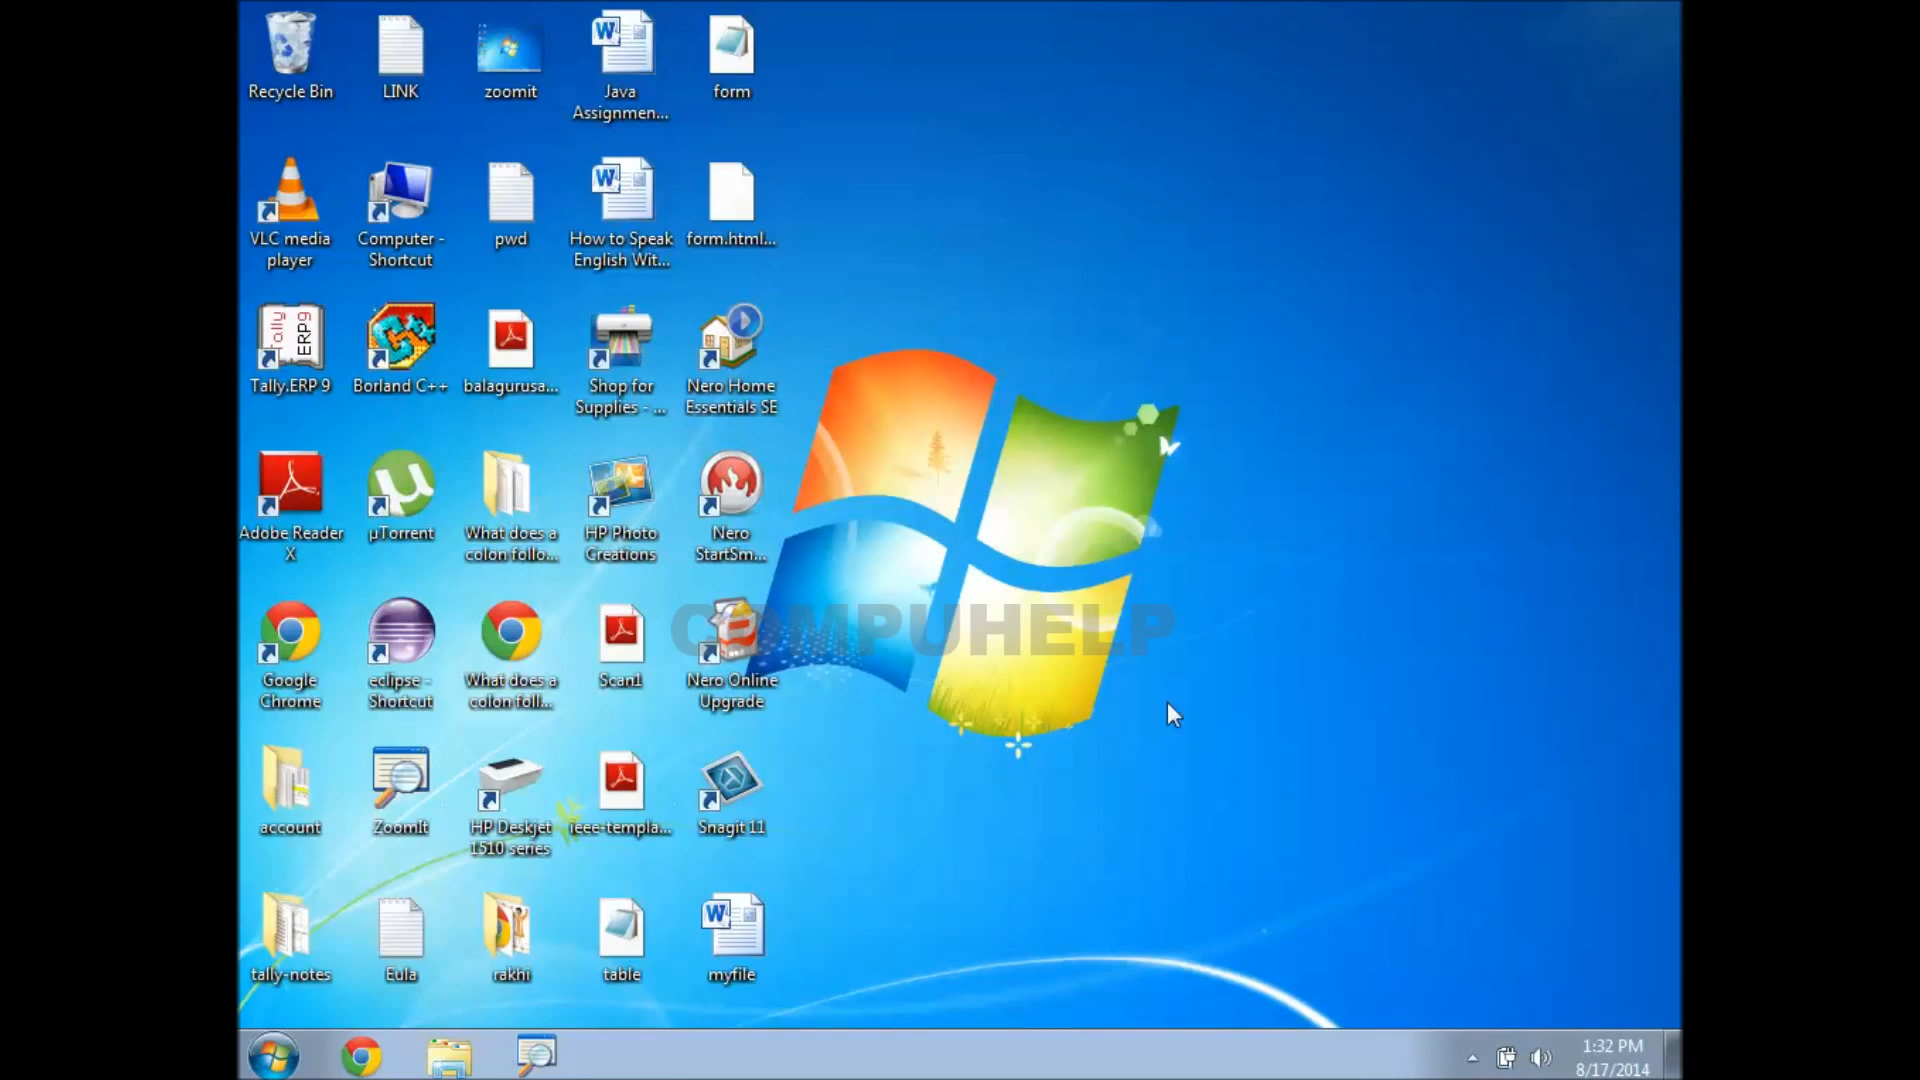 Recycle Bin
LINK
zoomit
Java
Assignmen...
form
VLC media
player
Computer -
Shortcut
pwd
How to Speak
English Wit...
form.html...
Tally
ERP9
Tally.ERP 9
Borland C++
balagurusa...
Shop for
Supplies - ...
Nero Home
Essentials SE
Adobe Reader
X
µTorrent
What does a
colon follo...
HP Photo
Creations
Nero
StartSm...
COMPUHELP
Google
Chrome
eclipse -
Shortcut
What does a
colon foll...
Scan1
Nero Online
Upgrade
account
ZoomIt
HP Deskjet
1510 series
ieee-templa...
Snagit 11
tally-notes
Eula
rakhi
table
myfile
1:32 PM
8/17/2014